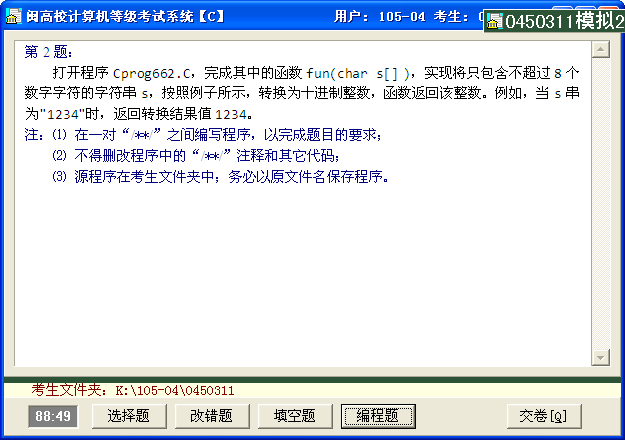 闽高校计算机等级考试系统【C】 用户: 105-04 考生:
0450311模拟2
第 2 题：
打开程序 Cprog662.C，完成其中的函数 fun(char s[] )，实现将只包含不超过 8 个
数字字符的字符串 s，按照例子所示，转换为十进制整数，函数返回该整数。例如，当 s 串
为"1234"时，返回转换结果值 1234。
注：⑴ 在一对“/**/”之间编写程序，以完成题目的要求；
⑵ 不得删改程序中的“/**/”注释和其它代码；
⑶ 源程序在考生文件夹中；务必以原文件名保存程序。
考生文件夹: K:\105-04\0450311
88:49 选择题 改错题 填空题 编程题 交卷[Q]